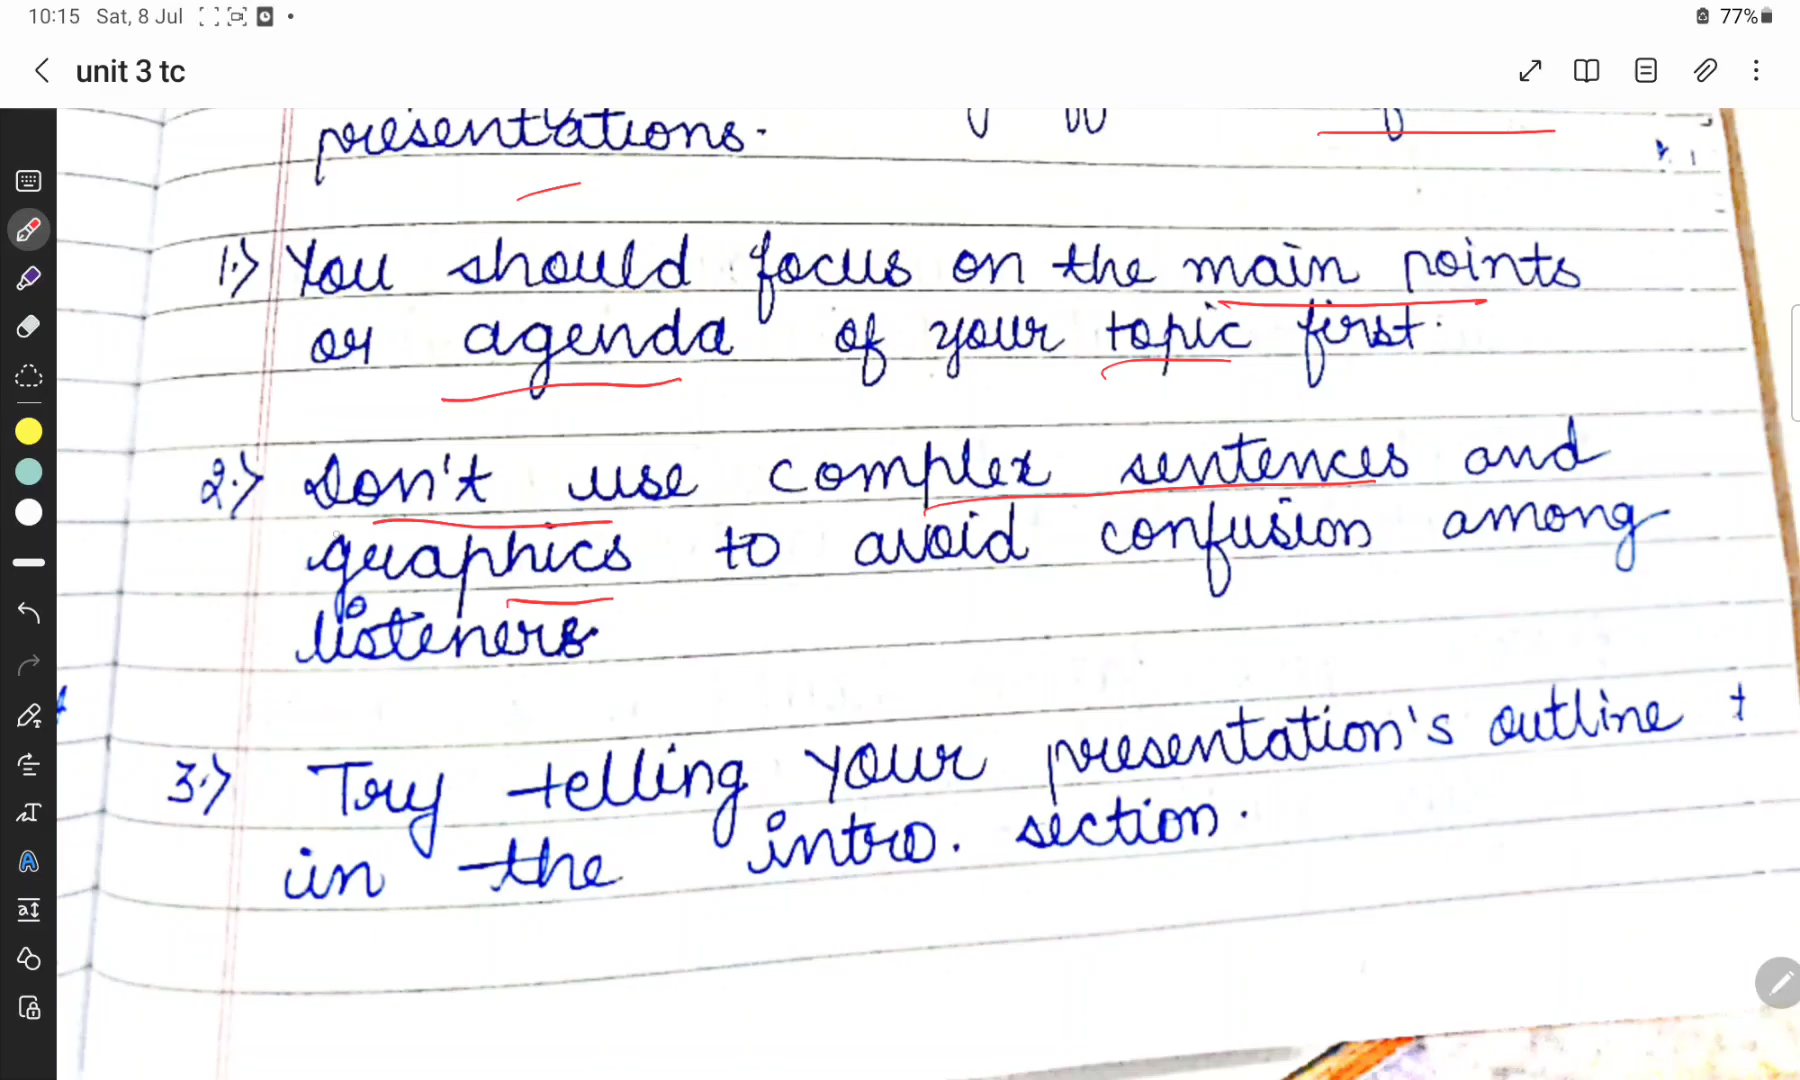 10:15 Sat, 8 Jul 77%
unit 3 tc
presentations.
1.) You should focus on the main points
or agenda of your topic first.
2.) Don't use complex sentences and
graphics to avoid confusion among
listeners.
3.) Try telling your presentation's outline
in the intro. section.